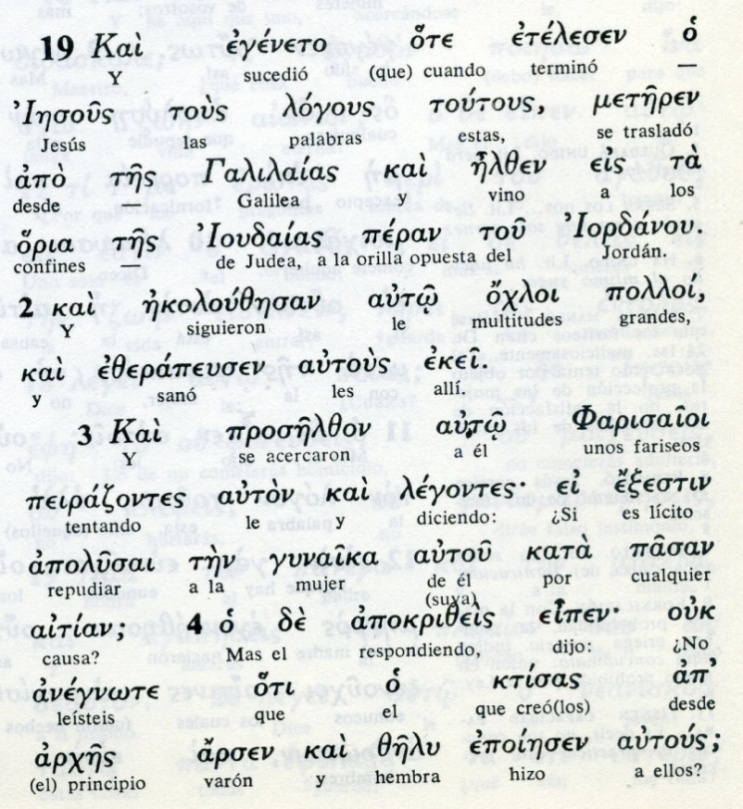 19 Καὶ ἐγένετο ὅτε ἐτέλεσεν ὁ
Y sucedió (que) cuando terminó —
Ἰησοῦς τοὺς λόγους τούτους, μετῆρεν
Jesús las palabras estas, se trasladó
ἀπὸ τῆς Γαλιλαίας καὶ ἦλθεν εἰς τὰ
desde — Galilea y vino a los
ὅρια τῆς Ἰουδαίας πέραν τοῦ Ἰορδάνου.
confines — de Judea, a la orilla opuesta del Jordán,
2 καὶ ἠκολούθησαν αὐτῷ ὄχλοι πολλοί,
Y siguieron le multitudes grandes,
καὶ ἐθεράπευσεν αὐτοὺς ἐκεῖ.
y sanó les allí.
3 Καὶ προσῆλθον αὐτῷ Φαρισαῖοι
Y se acercaron a él unos fariseos
πειράζοντες αὐτὸν καὶ λέγοντες· εἰ ἔξεστιν
tentando le y diciendo: ¿Si es lícito
ἀπολῦσαι τὴν γυναῖκα αὐτοῦ κατὰ πᾶσαν
repudiar a la mujer de él por cualquier
(suya)
αἰτίαν; 4 ὁ δὲ ἀποκριθεὶς εἶπεν· οὐκ
causa? Mas el respondiendo, dijo: ¿No
ἀνέγνωτε ὅτι ὁ κτίσας ἀπ’
leísteis que el que creó(los) desde
ἀρχῆς ἄρσεν καὶ θῆλυ ἐποίησεν αὐτούς;
(el) principio varón y hembra hizo a ellos?